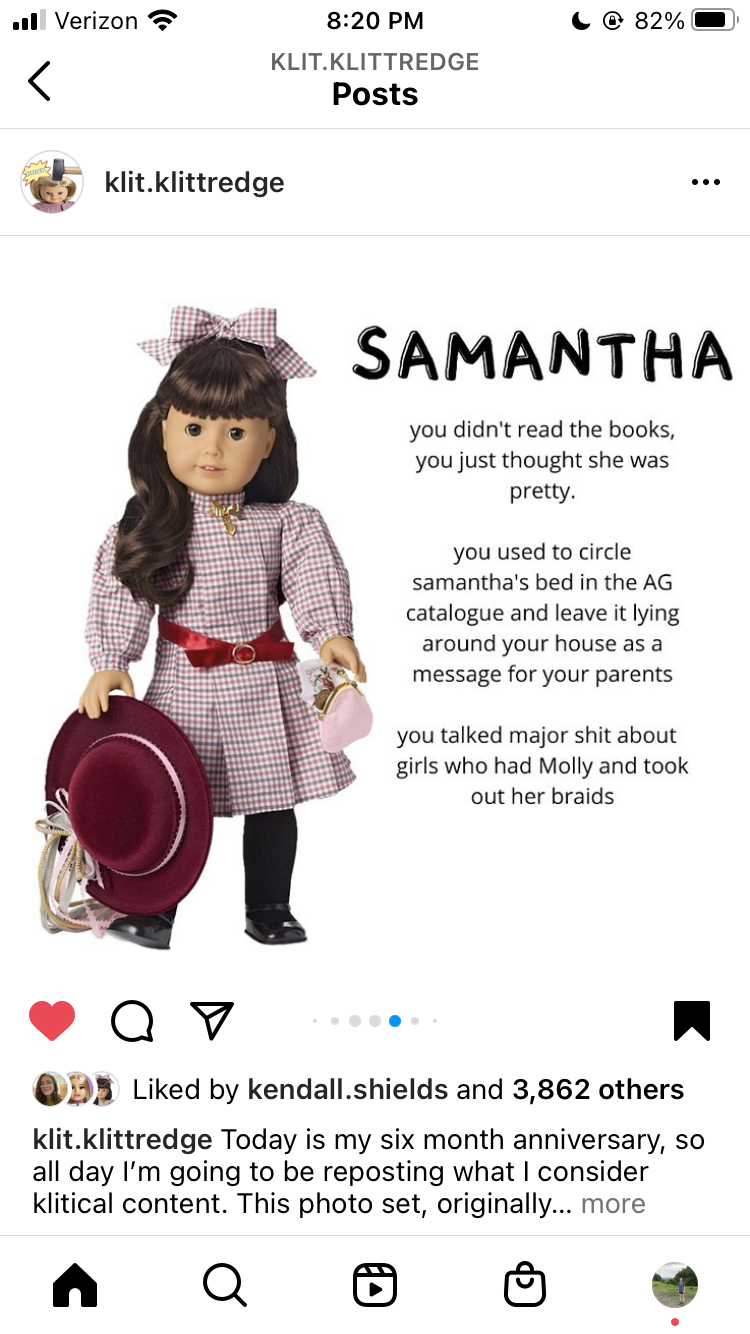 Verizon 8:20 PM 82%
KLIT.KLITTREDGE
Posts
klit.klittredge
SAMANTHA
you didn't read the books,
you just thought she was
pretty.
you used to circle
samantha's bed in the AG
catalogue and leave it lying
around your house as a
message for your parents
you talked major shit about
girls who had Molly and took
out her braids
Liked by kendall.shields and 3,862 others
klit.klittredge Today is my six month anniversary, so
all day I’m going to be reposting what I consider
klitical content. This photo set, originally... more